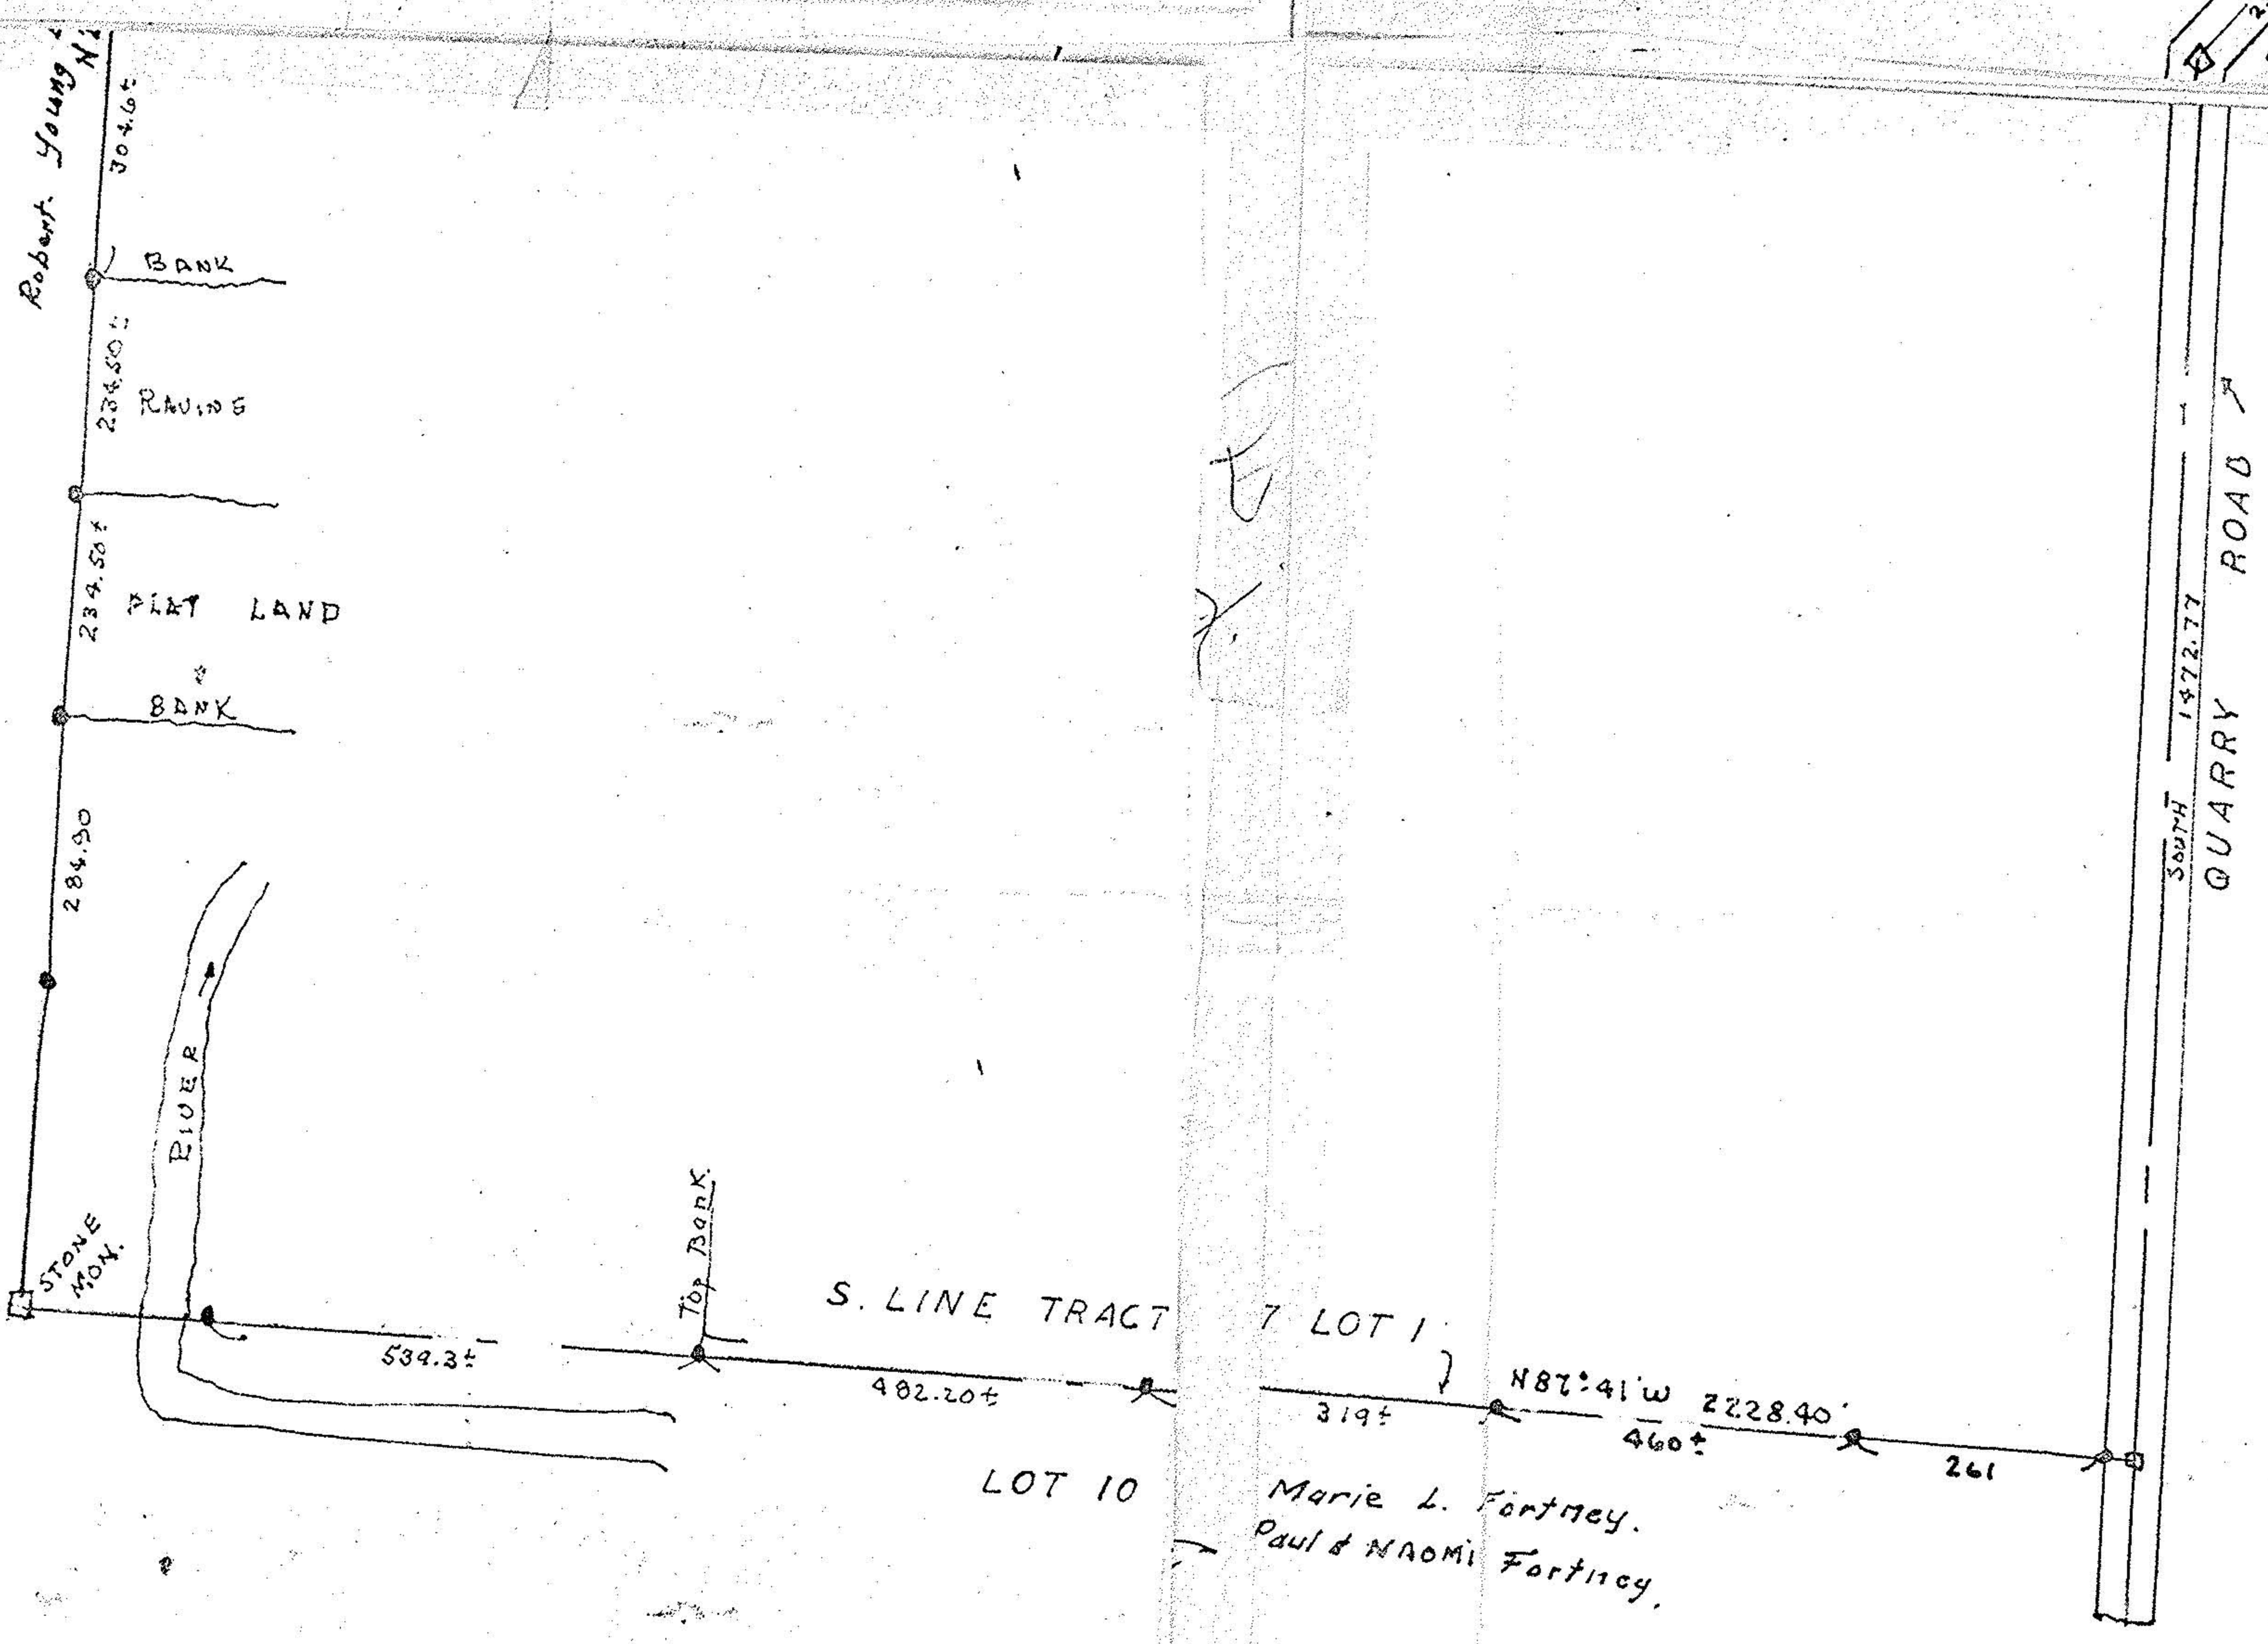 Robert Young
304.6±
BANK
234.50±
RAVINE
234.50±
FLAT LAND
BANK
284.90
RIVER
STONE
MON.
539.3±
Top Bank.
482.20±
S. LINE TRACT 7 LOT 1
319±
N87°41'W 2228.40'
460±
261
LOT 10
Marie L. Fortney.
Paul & NAOMi Fortney.
SOUTH 1472.77
QUARRY ROAD